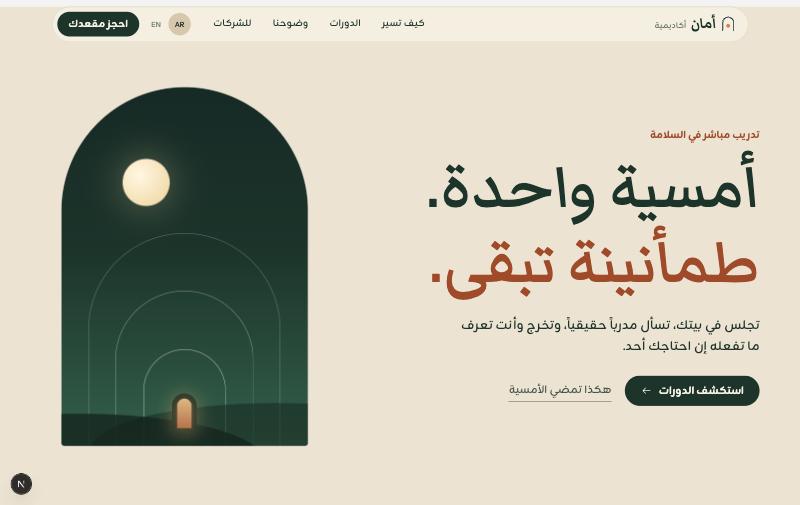 أمان أكاديمية
كيف تسير
الدورات
وضوحنا
للشركات
AR
EN
احجز مقعدك
تدريب مباشر في السلامة
أمسية واحدة.
طمأنينة تبقى.
تجلس في بيتك، تسأل مدرباً حقيقياً، وتخرج وأنت تعرف
ما تفعله إن احتاجك أحد.
استكشف الدورات ←
هكذا تمضي الأمسية
N